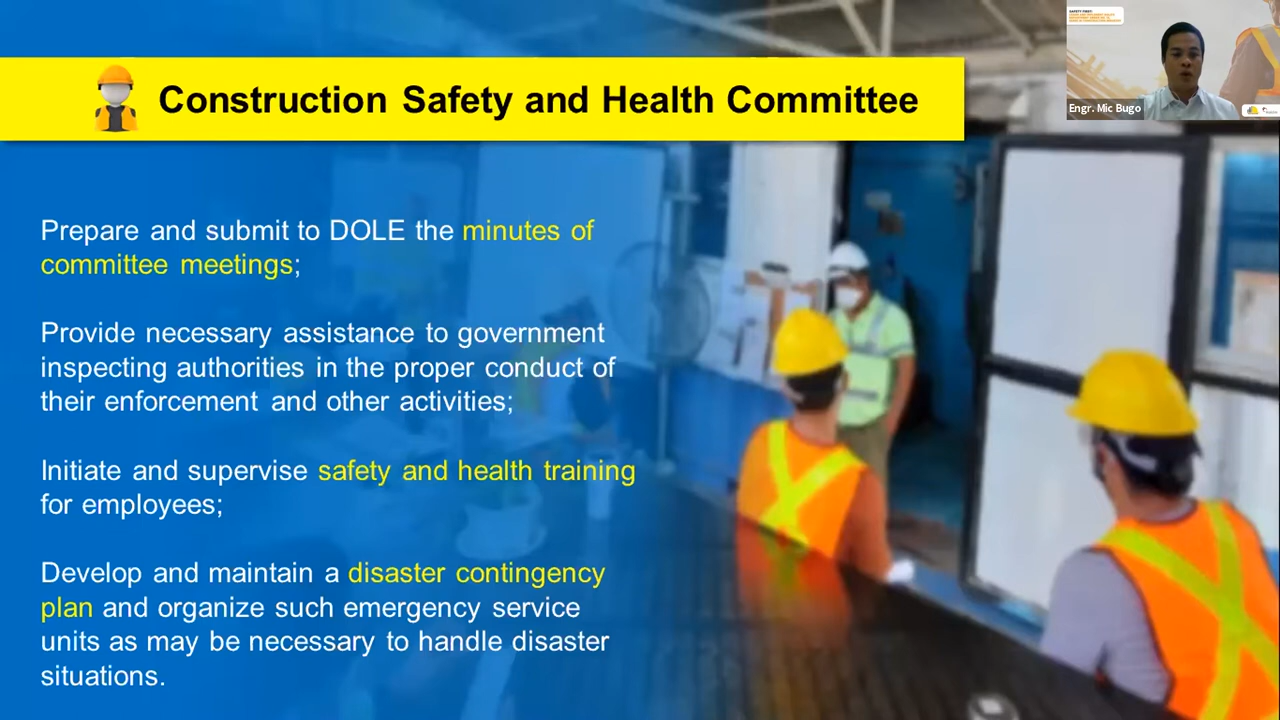 Construction Safety and Health Committee
SAFETY FIRST!
Engr. Mic Bugo
Prepare and submit to DOLE the minutes of
committee meetings;
Provide necessary assistance to government
inspecting authorities in the proper conduct of
their enforcement and other activities;
Initiate and supervise safety and health training
for employees;
Develop and maintain a disaster contingency
plan and organize such emergency service
units as may be necessary to handle disaster
situations.